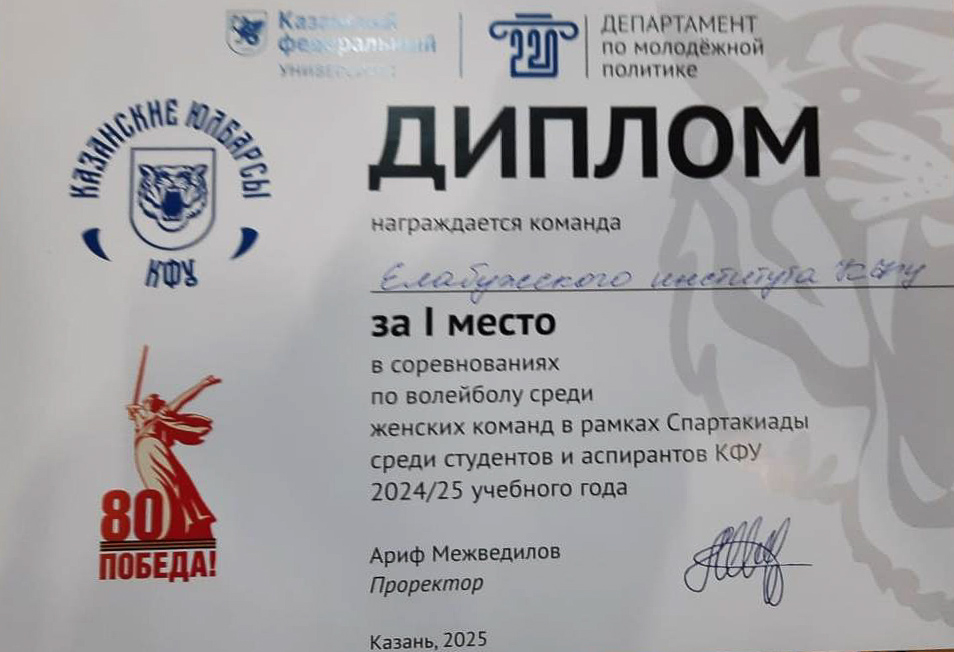 Казанский
федеральный
УНИВЕРСИТЕТ
220
ДЕПАРТАМЕНТ
по молодёжной
политике
КАЗАНСКИЕ ЮЛБАРСЫ
КФУ
ДИПЛОМ
награждается команда
Елабужского института КФУ
за I место
в соревнованиях
по волейболу среди
женских команд в рамках Спартакиады
среди студентов и аспирантов КФУ
2024/25 учебного года
80
ПОБЕДА!
Ариф Межведилов
Проректор
Казань, 2025